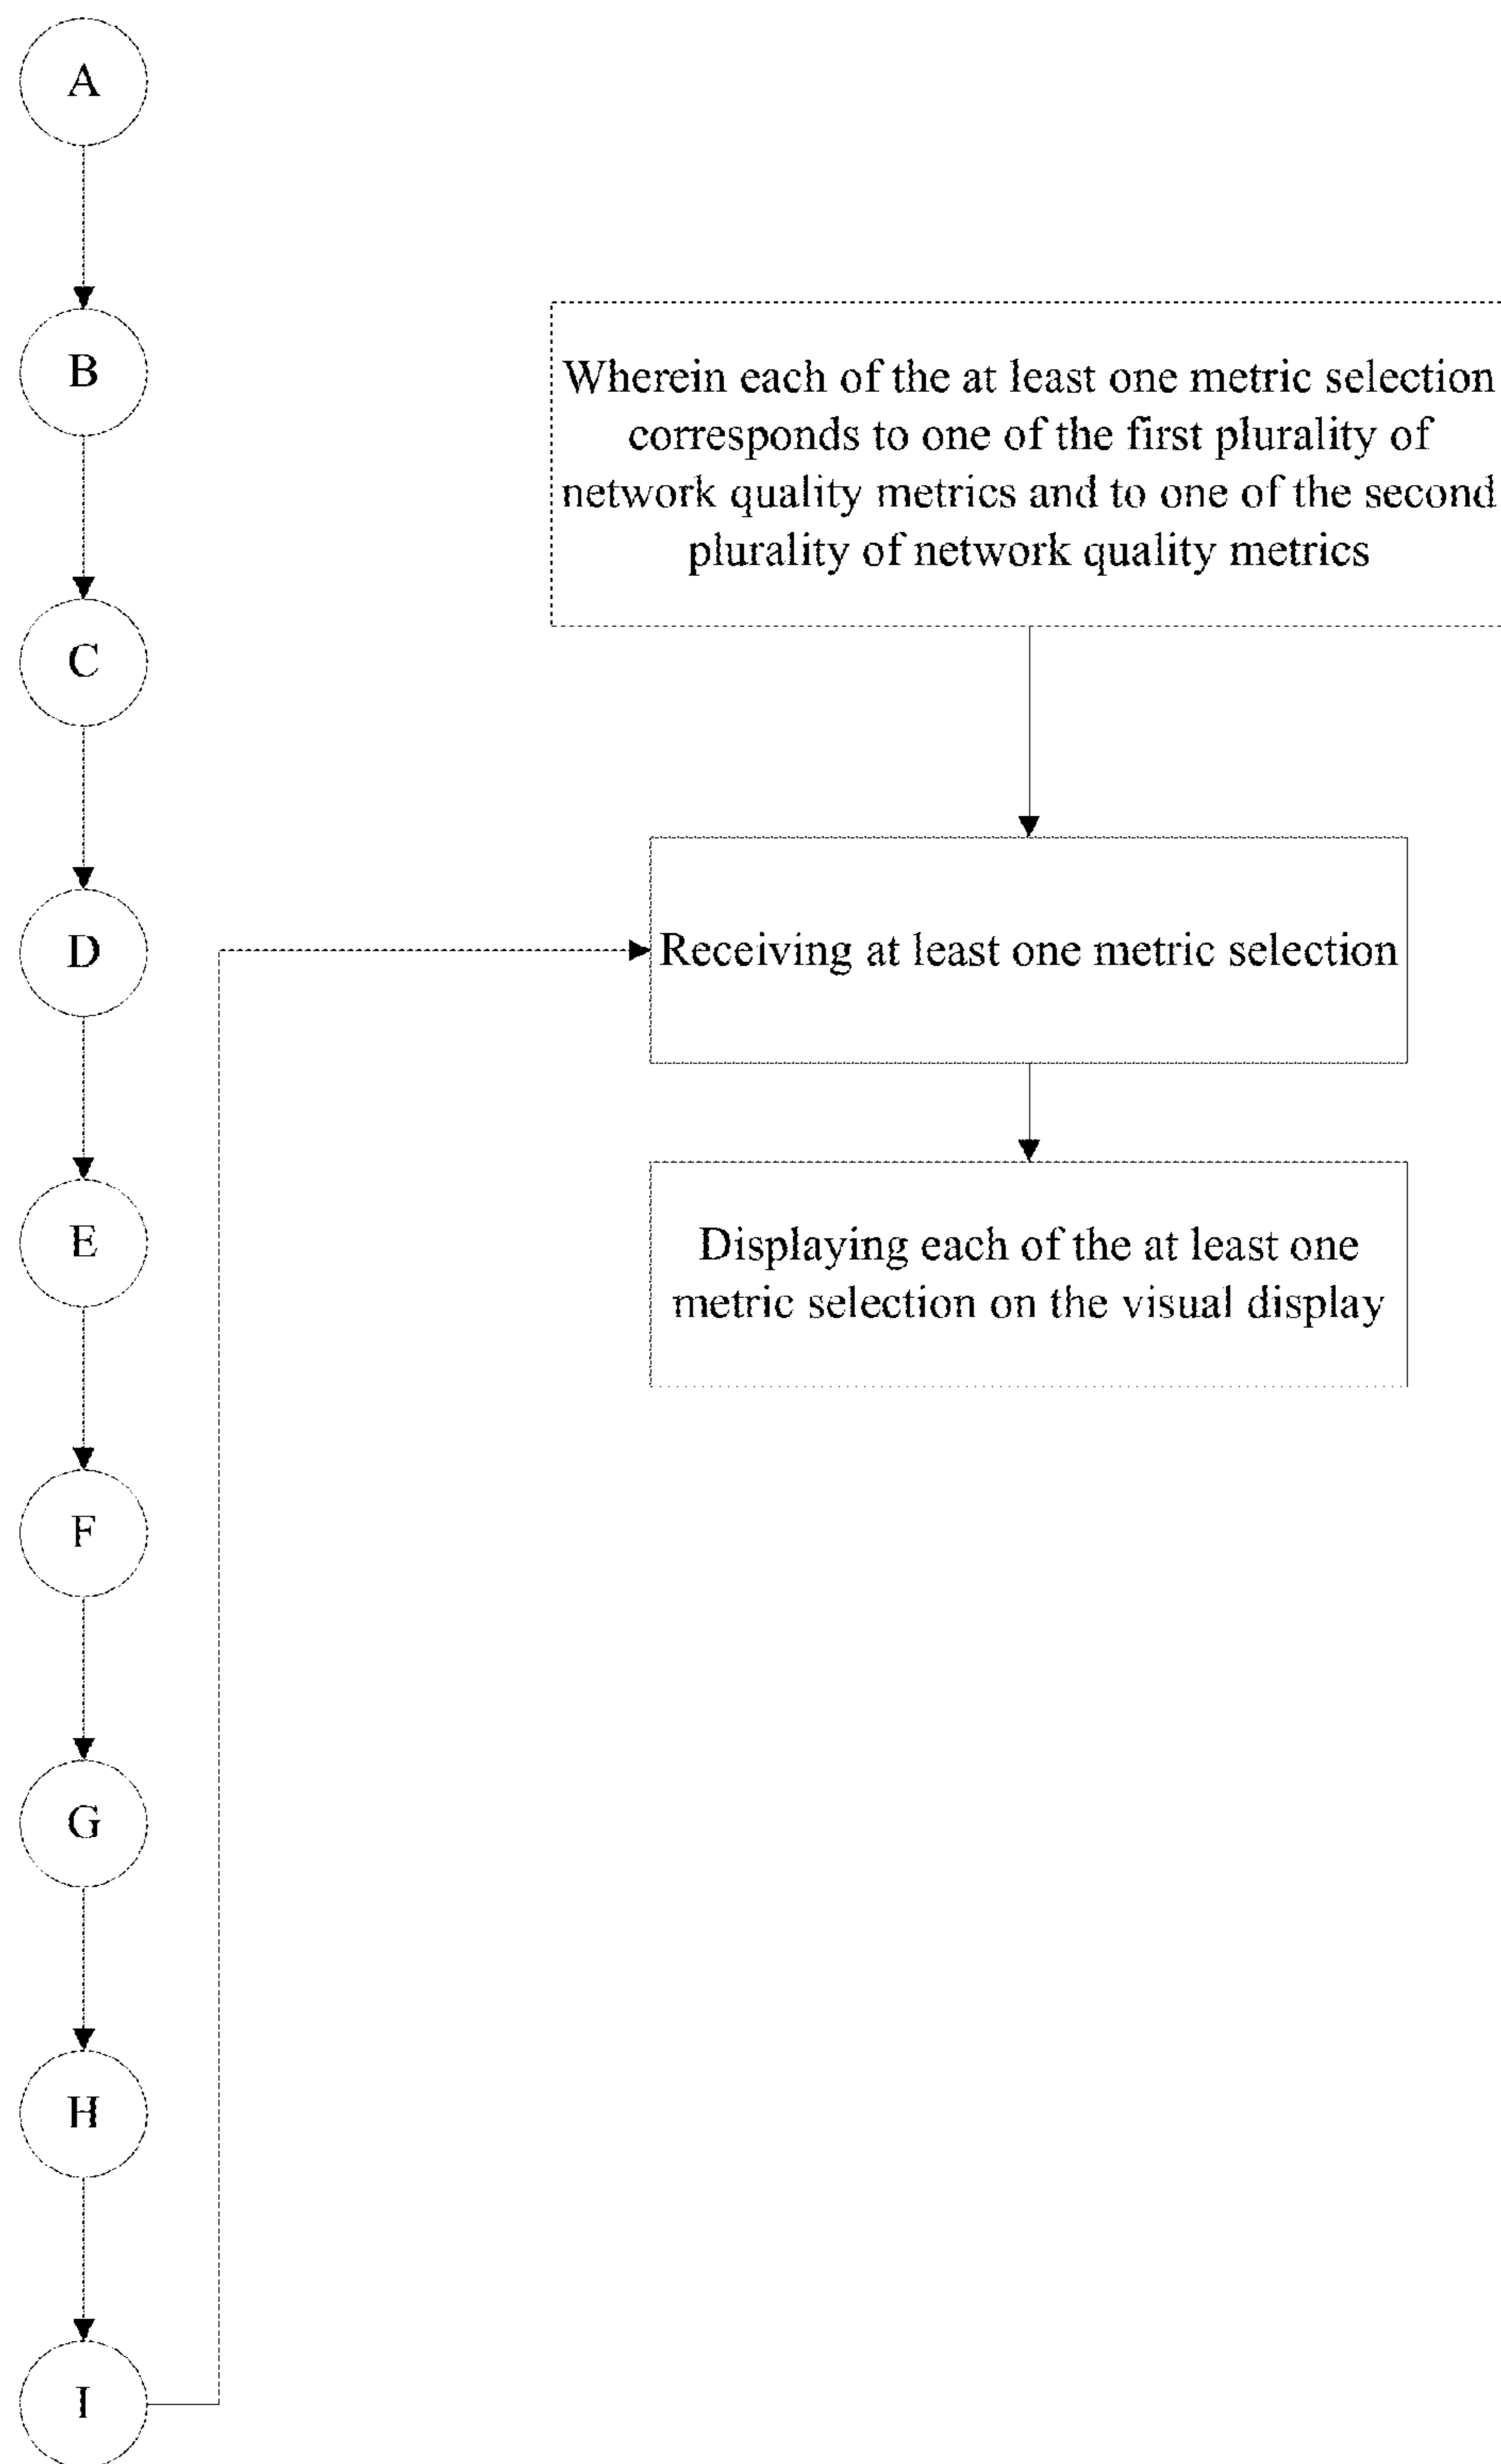 A
B
C
D
E
F
G
H
I
Wherein each of the at least one metric selection
corresponds to one of the first plurality of
network quality metrics and to one of the second
plurality of network quality metrics
Receiving at least one metric selection
Displaying each of the at least one
metric selection on the visual display